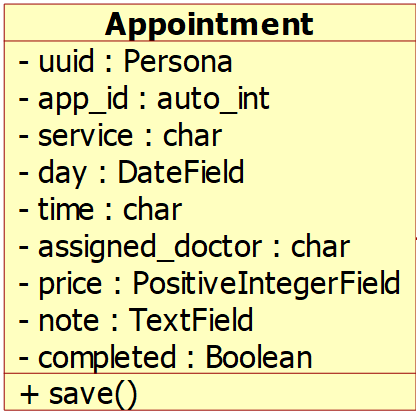 Appointment
- uuid : Persona
- app_id : auto_int
- service : char
- day : DateField
- time : char
- assigned_doctor : char
- price : PositiveIntegerField
- note : TextField
- completed : Boolean
+ save()